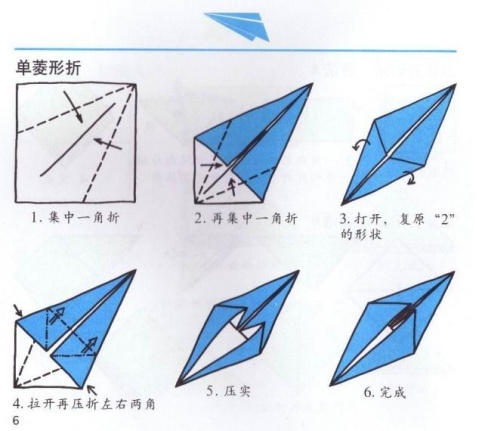 单菱形折
1. 集中一角折
2. 再集中一角折
3. 打开, 复原 “2”
的形状
4. 拉开再压折左右两角
5. 压实
6. 完成
6